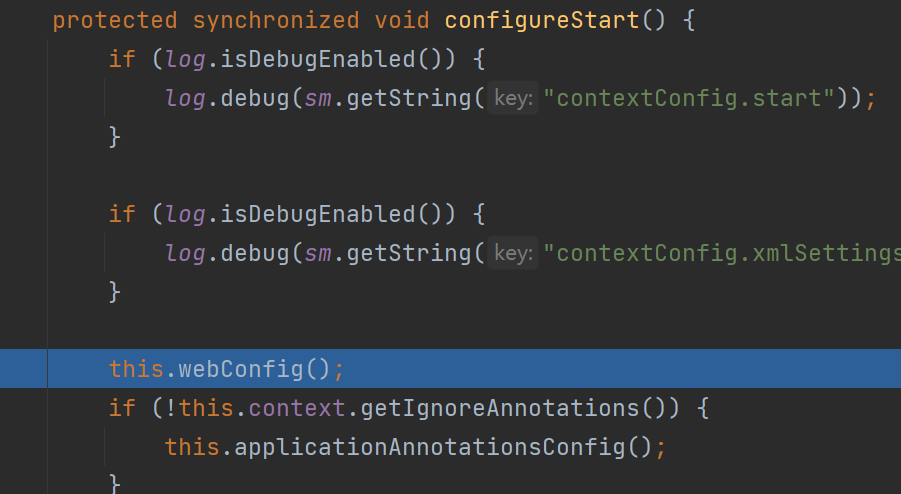 protected synchronized void configureStart() {
if (log.isDebugEnabled()) {
log.debug(sm.getString( key: "contextConfig.start"));
}
if (log.isDebugEnabled()) {
log.debug(sm.getString( key: "contextConfig.xmlSettings
}
this.webConfig();
if (!this.context.getIgnoreAnnotations()) {
this.applicationAnnotationsConfig();
}